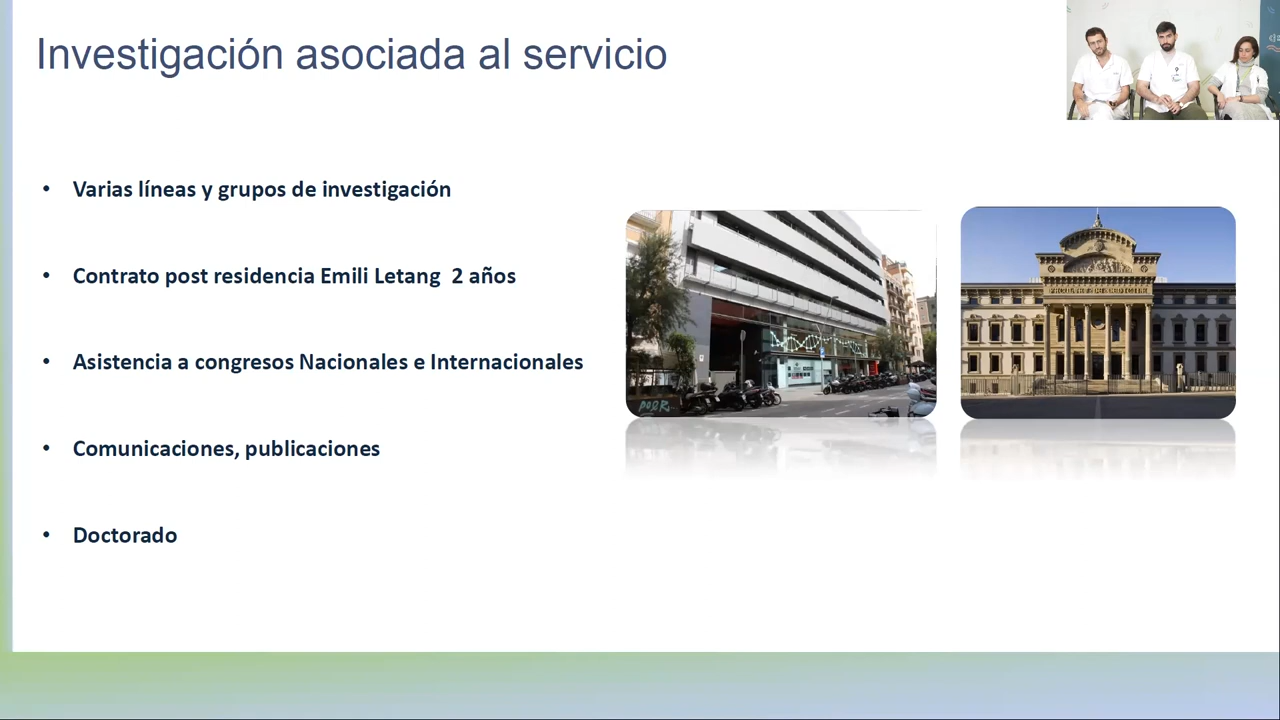 Investigación asociada al servicio
• Varias líneas y grupos de investigación
• Contrato post residencia Emili Letang  2 años
• Asistencia a congresos Nacionales e Internacionales
• Comunicaciones, publicaciones
• Doctorado